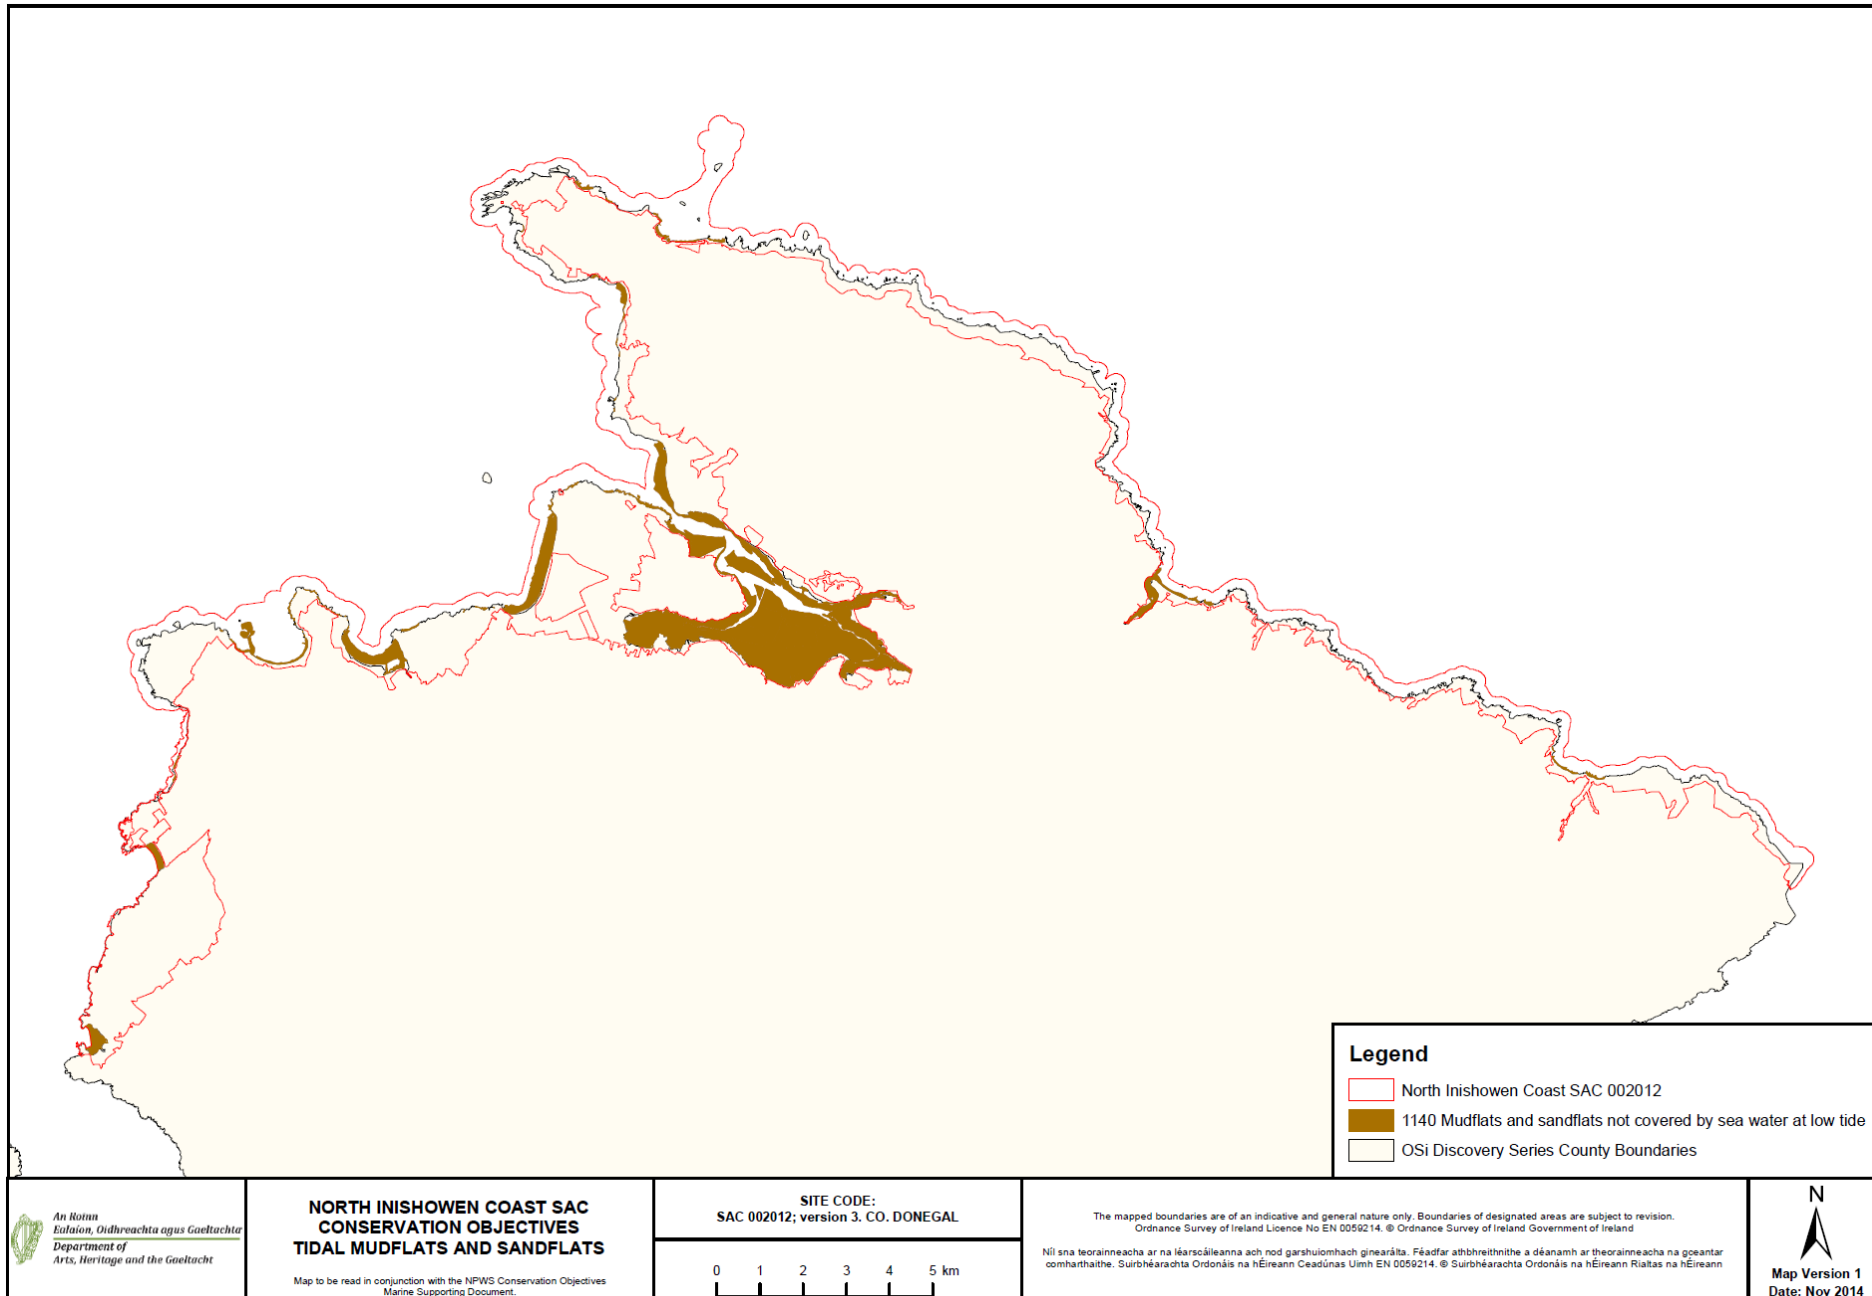 Legend
North Inishowen Coast SAC 002012
1140 Mudflats and sandflats not covered by sea water at low tide
OSi Discovery Series County Boundaries
An Roinn
Ealaíon, Oidhreachta agus Gaeltachta
Department of
Arts, Heritage and the Gaeltacht
NORTH INISHOWEN COAST SAC
CONSERVATION OBJECTIVES
TIDAL MUDFLATS AND SANDFLATS
Map to be read in conjunction with the NPWS Conservation Objectives
Marine Supporting Document.
SITE CODE:
SAC 002012; version 3. CO. DONEGAL
0 1 2 3 4 5 km
The mapped boundaries are of an indicative and general nature only. Boundaries of designated areas are subject to revision.
Ordnance Survey of Ireland Licence No EN 0059214. © Ordnance Survey of Ireland Government of Ireland
Níl sna teorainneacha ar na léarscáileanna ach nod garshuiomhach ginearálta. Féadfar athbhreithnithe a déanamh ar theorainneacha na gceantar
comharthaithe. Suirbhéarachta Ordonáis na hÉireann Ceadúnas Uimh EN 0059214. © Suirbhéarachta Ordonáis na hÉireann Rialtas na hÉireann
N
Map Version 1
Date: Nov 2014